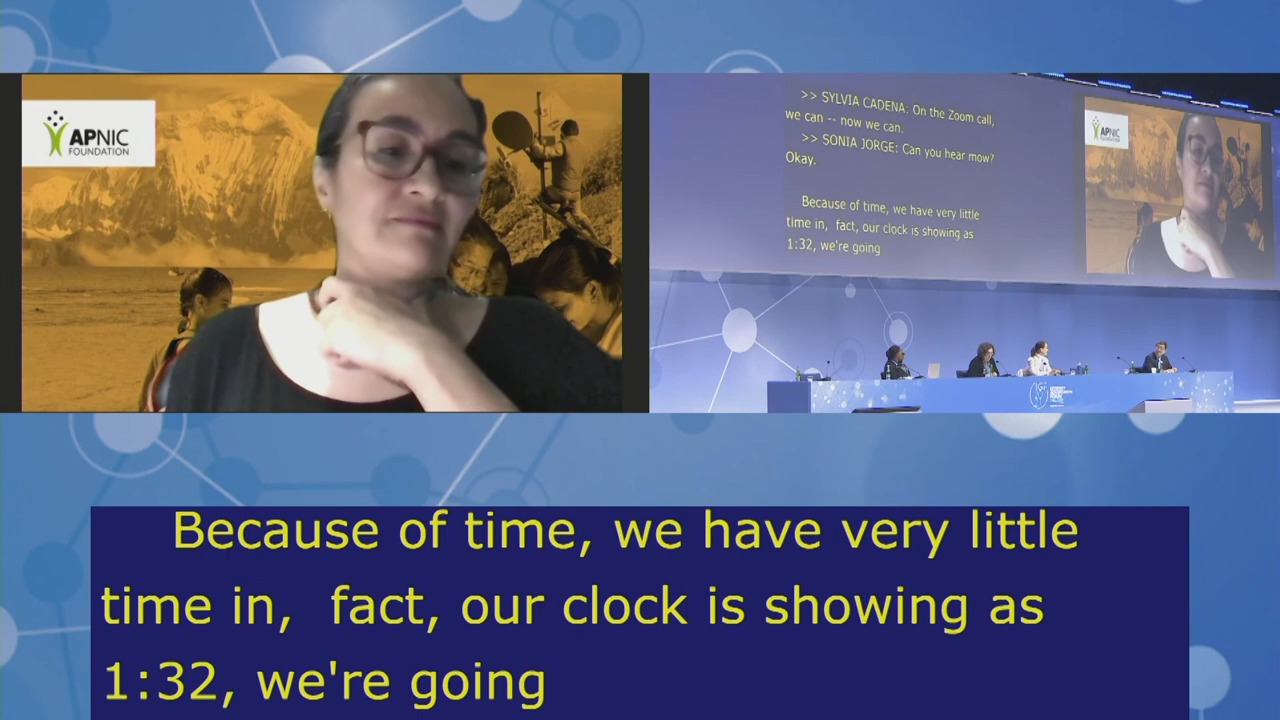 APNIC
FOUNDATION
>> SYLVIA CADENA: On the Zoom call,
we can -- now we can.
>> SONIA JORGE: Can you hear mow?
Okay.
Because of time, we have very little
time in,  fact, our clock is showing as
1:32, we're going
APNIC
FOUNDATION
IGF
Because of time, we have very little
time in,  fact, our clock is showing as
1:32, we're going